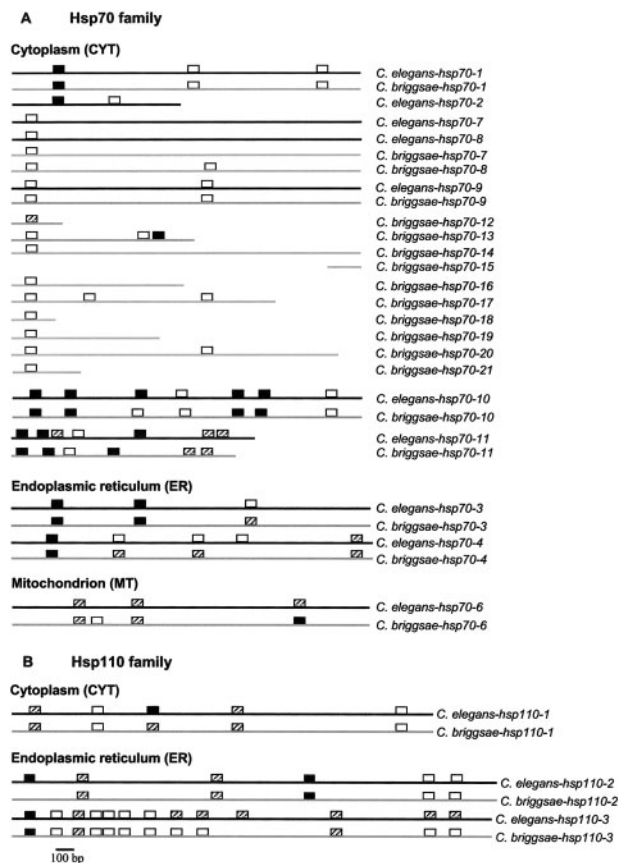 A Hsp70 family
Cytoplasm (CYT)
C. elegans-hsp70-1
C. briggsae-hsp70-1
C. elegans-hsp70-2
C. elegans-hsp70-7
C. elegans-hsp70-8
C. briggsae-hsp70-7
C. briggsae-hsp70-8
C. elegans-hsp70-9
C. briggsae-hsp70-9
C. briggsae-hsp70-12
C. briggsae-hsp70-13
C. briggsae-hsp70-14
C. briggsae-hsp70-15
C. briggsae-hsp70-16
C. briggsae-hsp70-17
C. briggsae-hsp70-18
C. briggsae-hsp70-19
C. briggsae-hsp70-20
C. briggsae-hsp70-21
C. elegans-hsp70-10
C. briggsae-hsp70-10
C. elegans-hsp70-11
C. briggsae-hsp70-11
Endoplasmic reticulum (ER)
C. elegans-hsp70-3
C. briggsae-hsp70-3
C. elegans-hsp70-4
C. briggsae-hsp70-4
Mitochondrion (MT)
C. elegans-hsp70-6
C. briggsae-hsp70-6
B Hsp110 family
Cytoplasm (CYT)
C. elegans-hsp110-1
C. briggsae-hsp110-1
Endoplasmic reticulum (ER)
C. elegans-hsp110-2
C. briggsae-hsp110-2
C. elegans-hsp110-3
C. briggsae-hsp110-3
100 bp